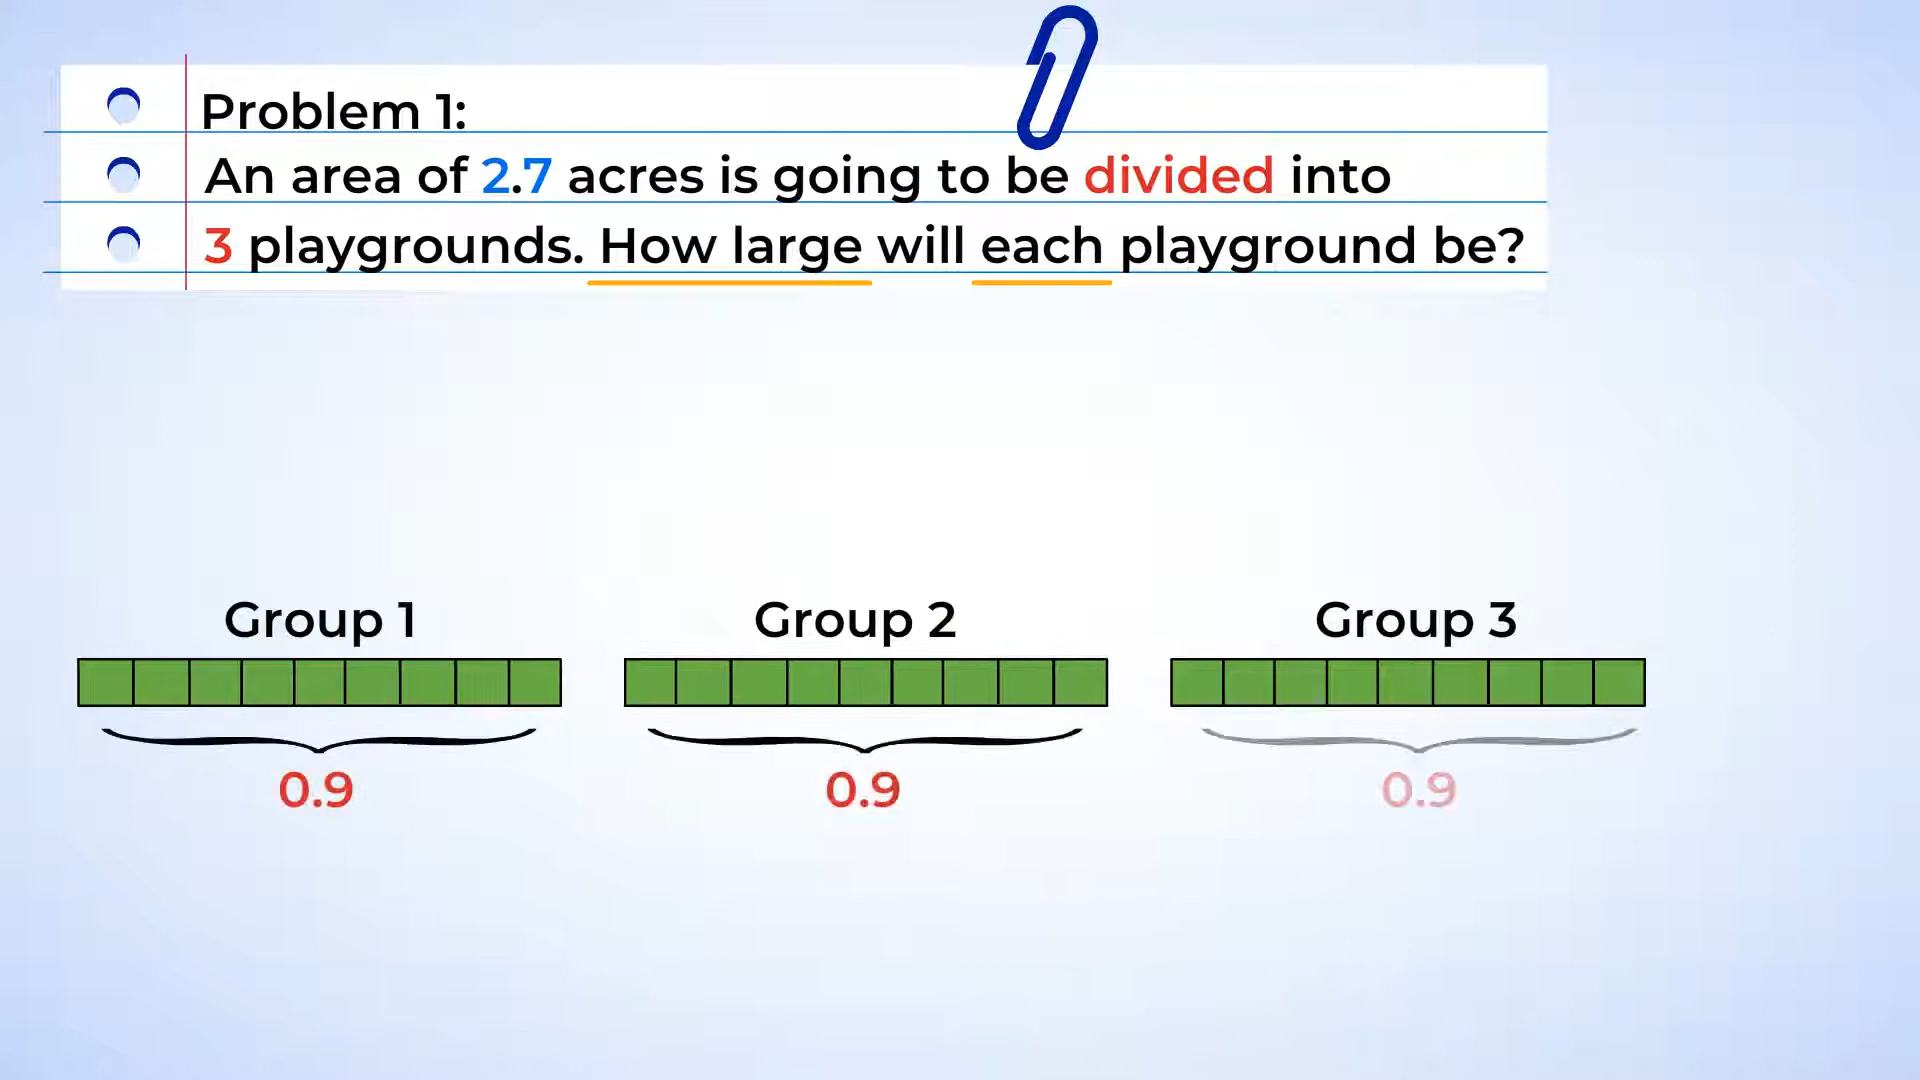 Problem 1:
An area of 2.7 acres is going to be divided into
3 playgrounds. How large will each playground be?
Group 1
Group 2
Group 3
0.9
0.9
0.9